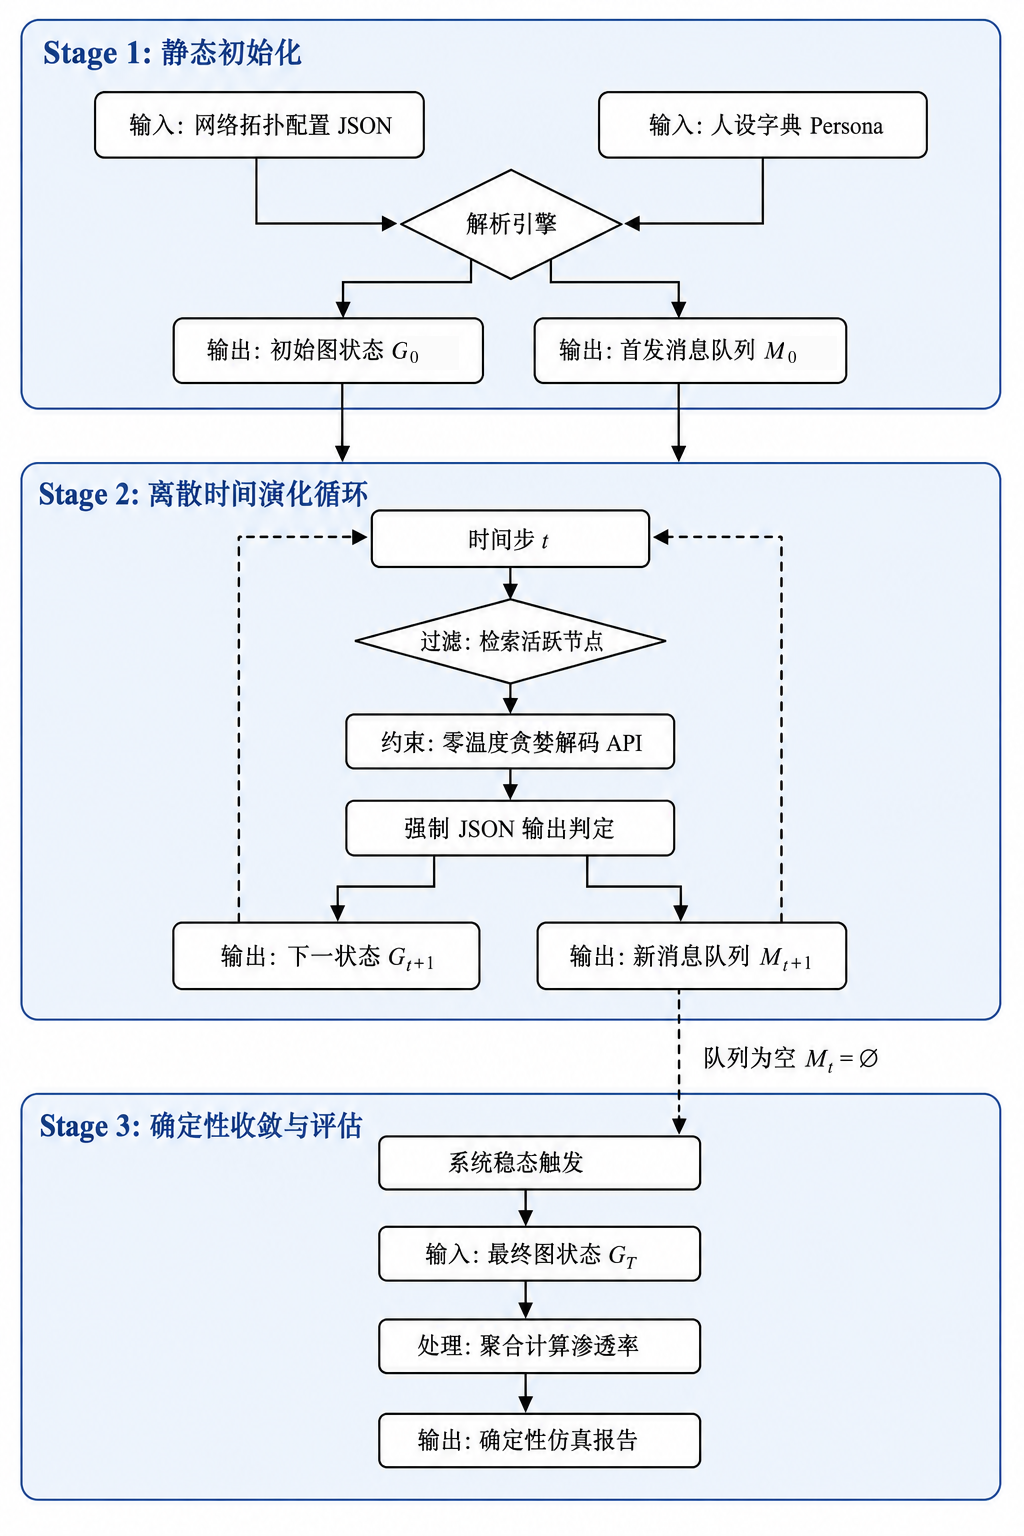 Stage 1: 静态初始化
输入: 网络拓扑配置 JSON
输入: 人设字典 Persona
解析引擎
输出: 初始图状态 G₀
输出: 首发消息队列 M₀
Stage 2: 离散时间演化循环
时间步 t
过滤: 检索活跃节点
约束: 零温度贪婪解码 API
强制 JSON 输出判定
输出: 下一状态 Gₜ₊₁
输出: 新消息队列 Mₜ₊₁
队列为空 Mₜ = ∅
Stage 3: 确定性收敛与评估
系统稳态触发
输入: 最终图状态 G_T
处理: 聚合计算渗透率
输出: 确定性仿真报告